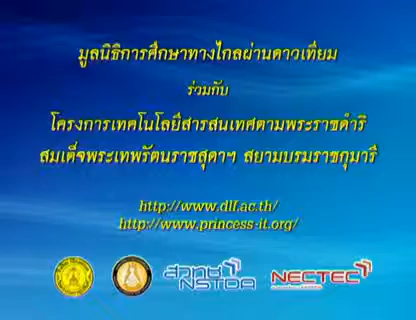 มูลนิธิการศึกษาทางไกลผ่านดาวเทียม
ร่วมกับ
โครงการเทคโนโลยีสารสนเทศตามพระราชดำริ
สมเด็จพระเทพรัตนราชสุดาฯ สยามบรมราชกุมารี
http://www.dlf.ac.th/
http://www.princess-it.org/
สวทช
NSTDA
NECTEC